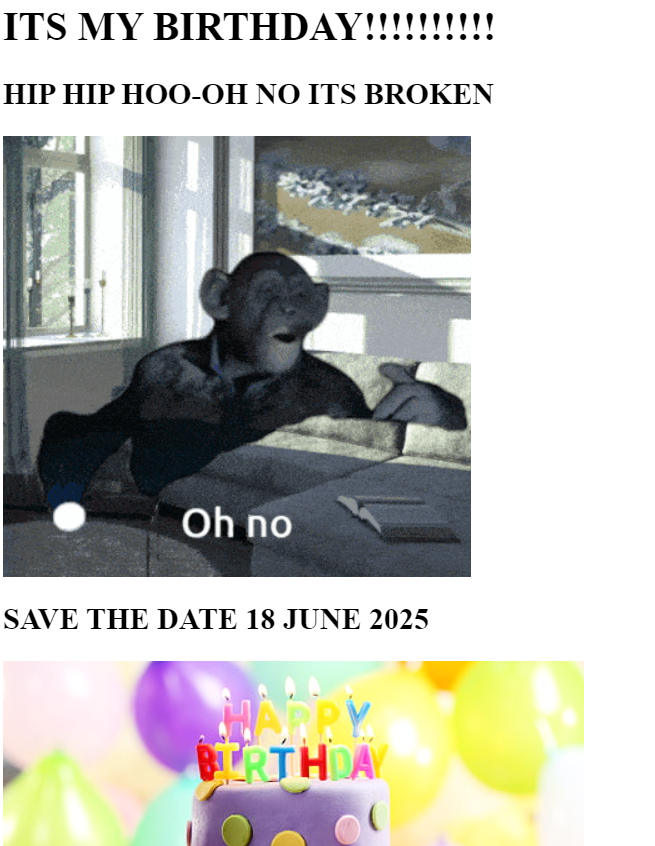 ITS MY BIRTHDAY!!!!!!!!!!
HIP HIP HOO-OH NO ITS BROKEN
Oh no
SAVE THE DATE 18 JUNE 2025
HAPPY
BIRTHDAY